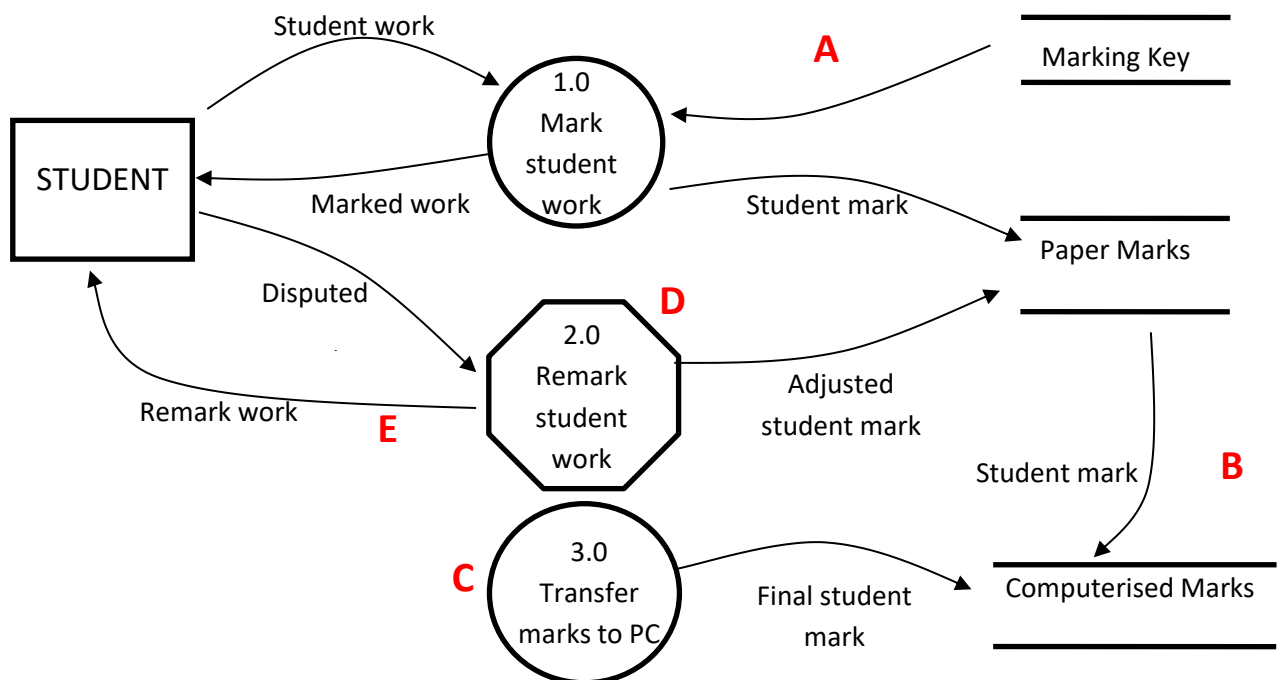 Student work
A
Marking Key
1.0
Mark
student
work
STUDENT
Marked work
Student mark
Paper Marks
Disputed
D
2.0
Remark
student
work
Remark work
E
Adjusted
student mark
Student mark
B
3.0
Transfer
marks to PC
C
Final student
mark
Computerised Marks